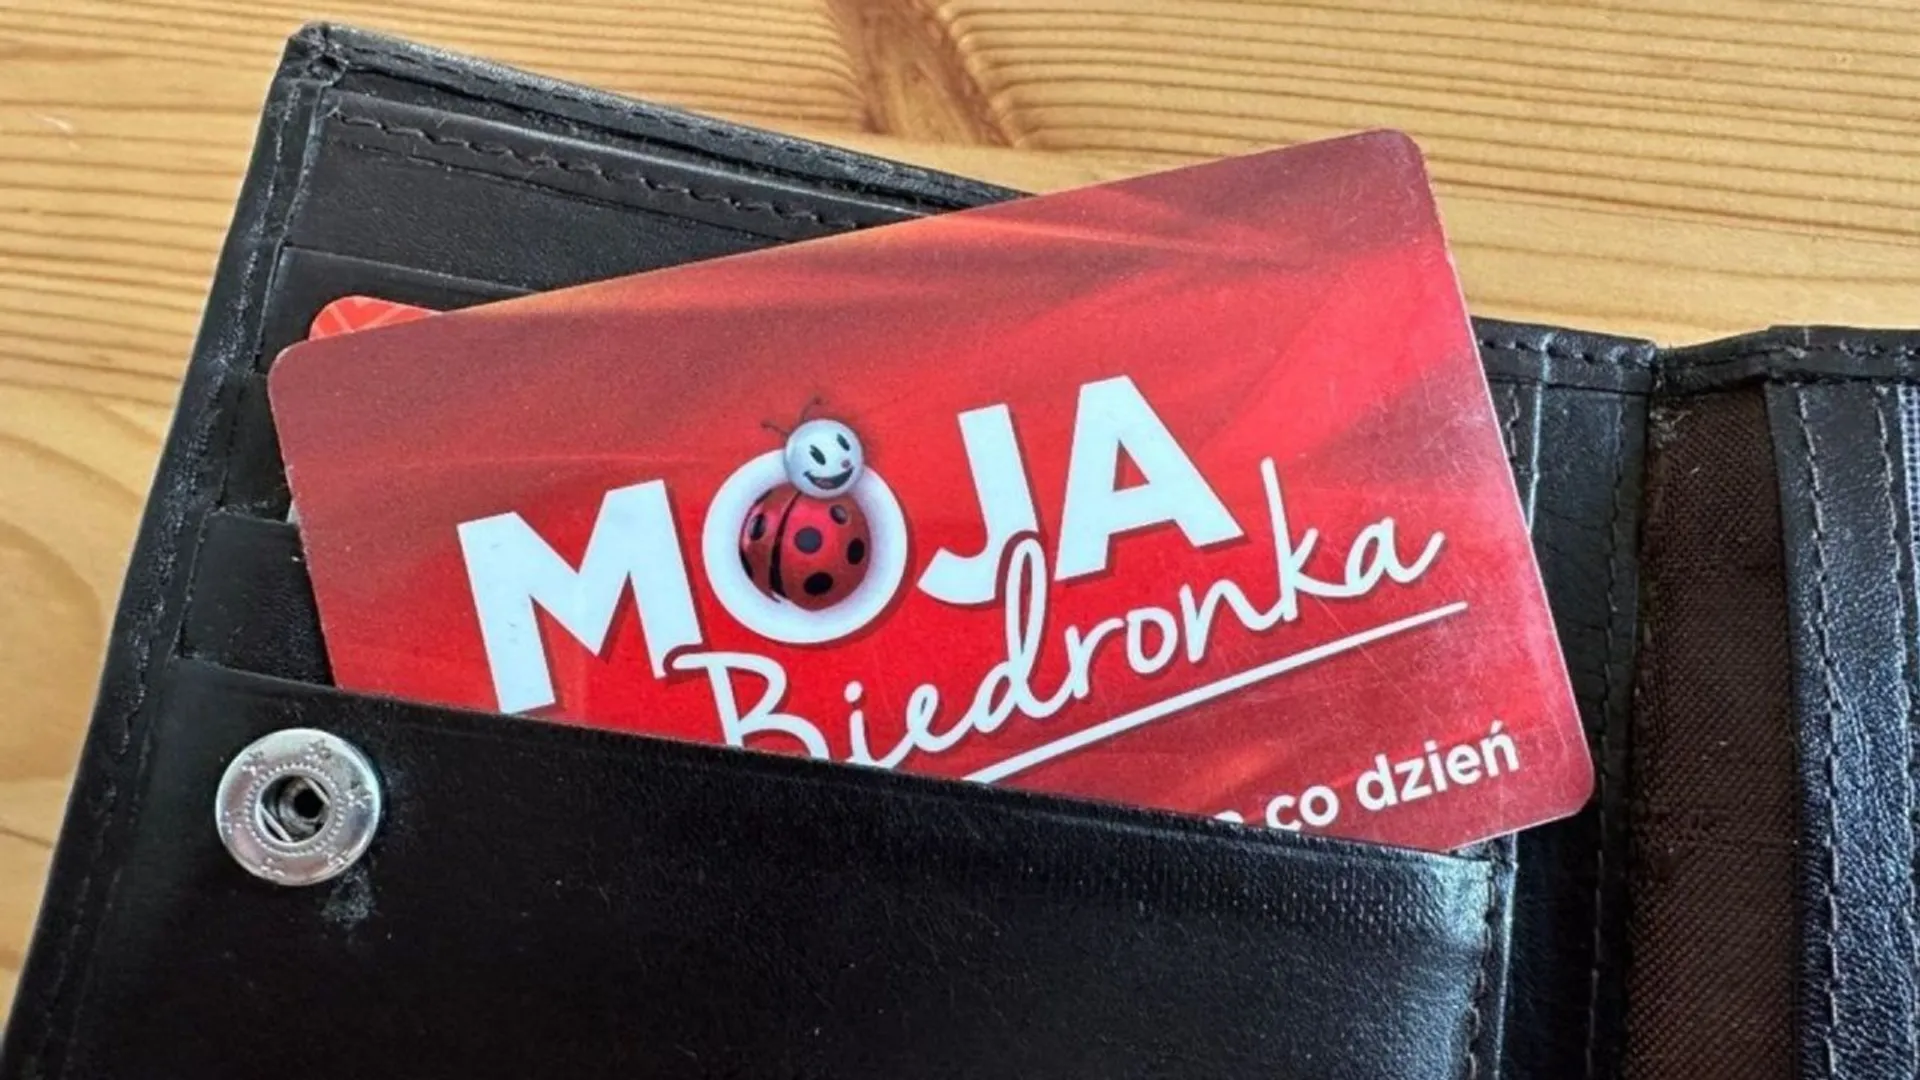 MOJA
Biedronka
co dzień